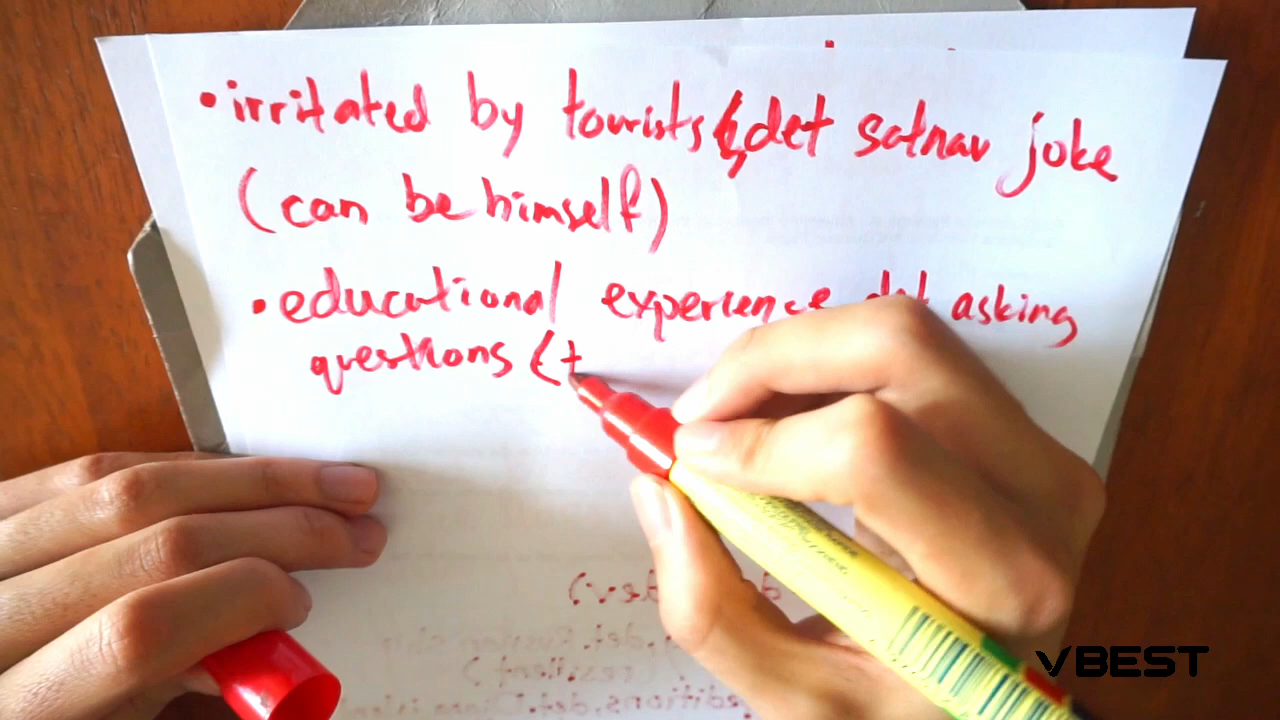 • irritated by tourists, det satnav joke
(can be himself)
• educational experience det asking
questions (t
VBEST